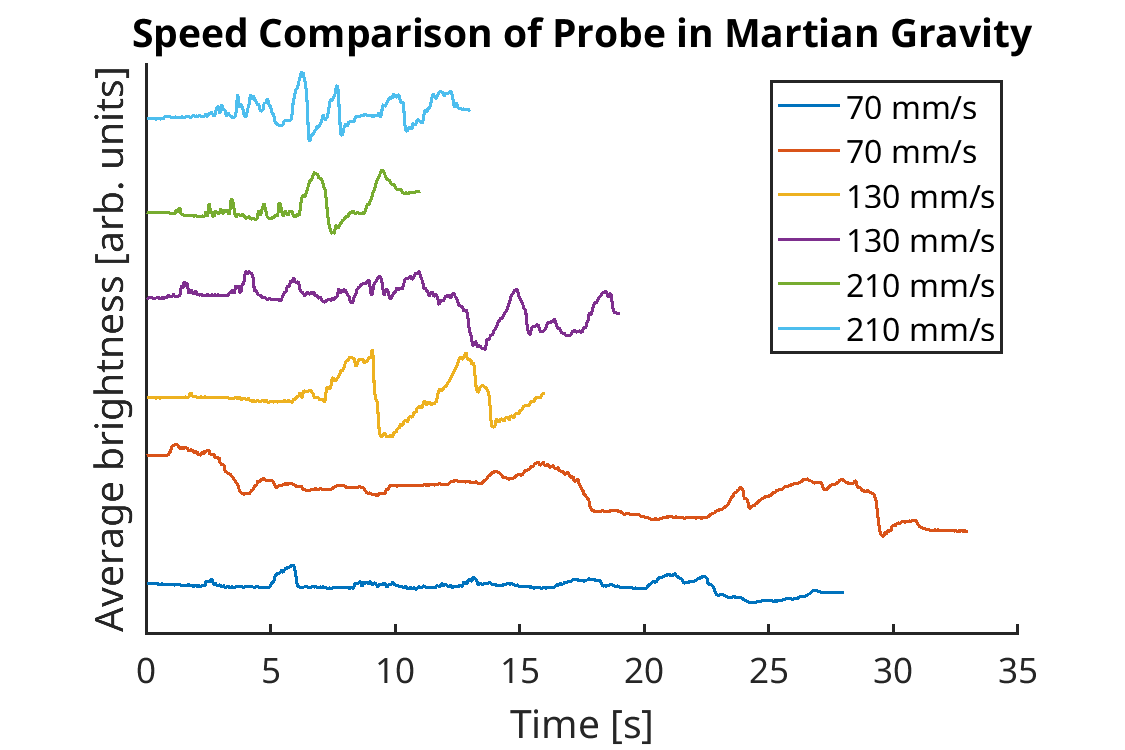 Speed Comparison of Probe in Martian Gravity
Average brightness [arb. units]
70 mm/s
70 mm/s
130 mm/s
130 mm/s
210 mm/s
210 mm/s
0 5 10 15 20 25 30 35
Time [s]